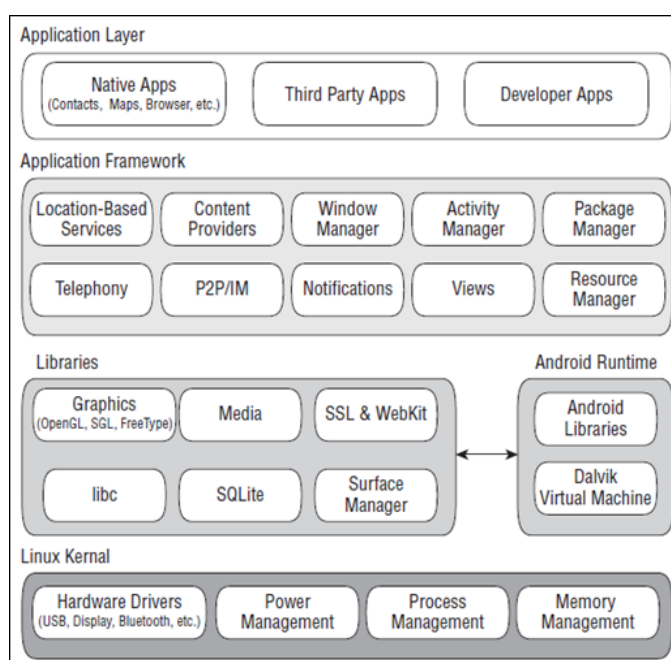 Application Layer
Native Apps
(Contacts, Maps, Browser, etc.)
Third Party Apps
Developer Apps
Application Framework
Location-Based
Services
Content
Providers
Window
Manager
Activity
Manager
Package
Manager
Telephony
P2P/IM
Notifications
Views
Resource
Manager
Libraries
Graphics
(OpenGL, SGL, FreeType)
Media
SSL & WebKit
libc
SQLite
Surface
Manager
Android Runtime
Android
Libraries
Dalvik
Virtual Machine
Linux Kernal
Hardware Drivers
(USB, Display, Bluetooth, etc.)
Power
Management
Process
Management
Memory
Management